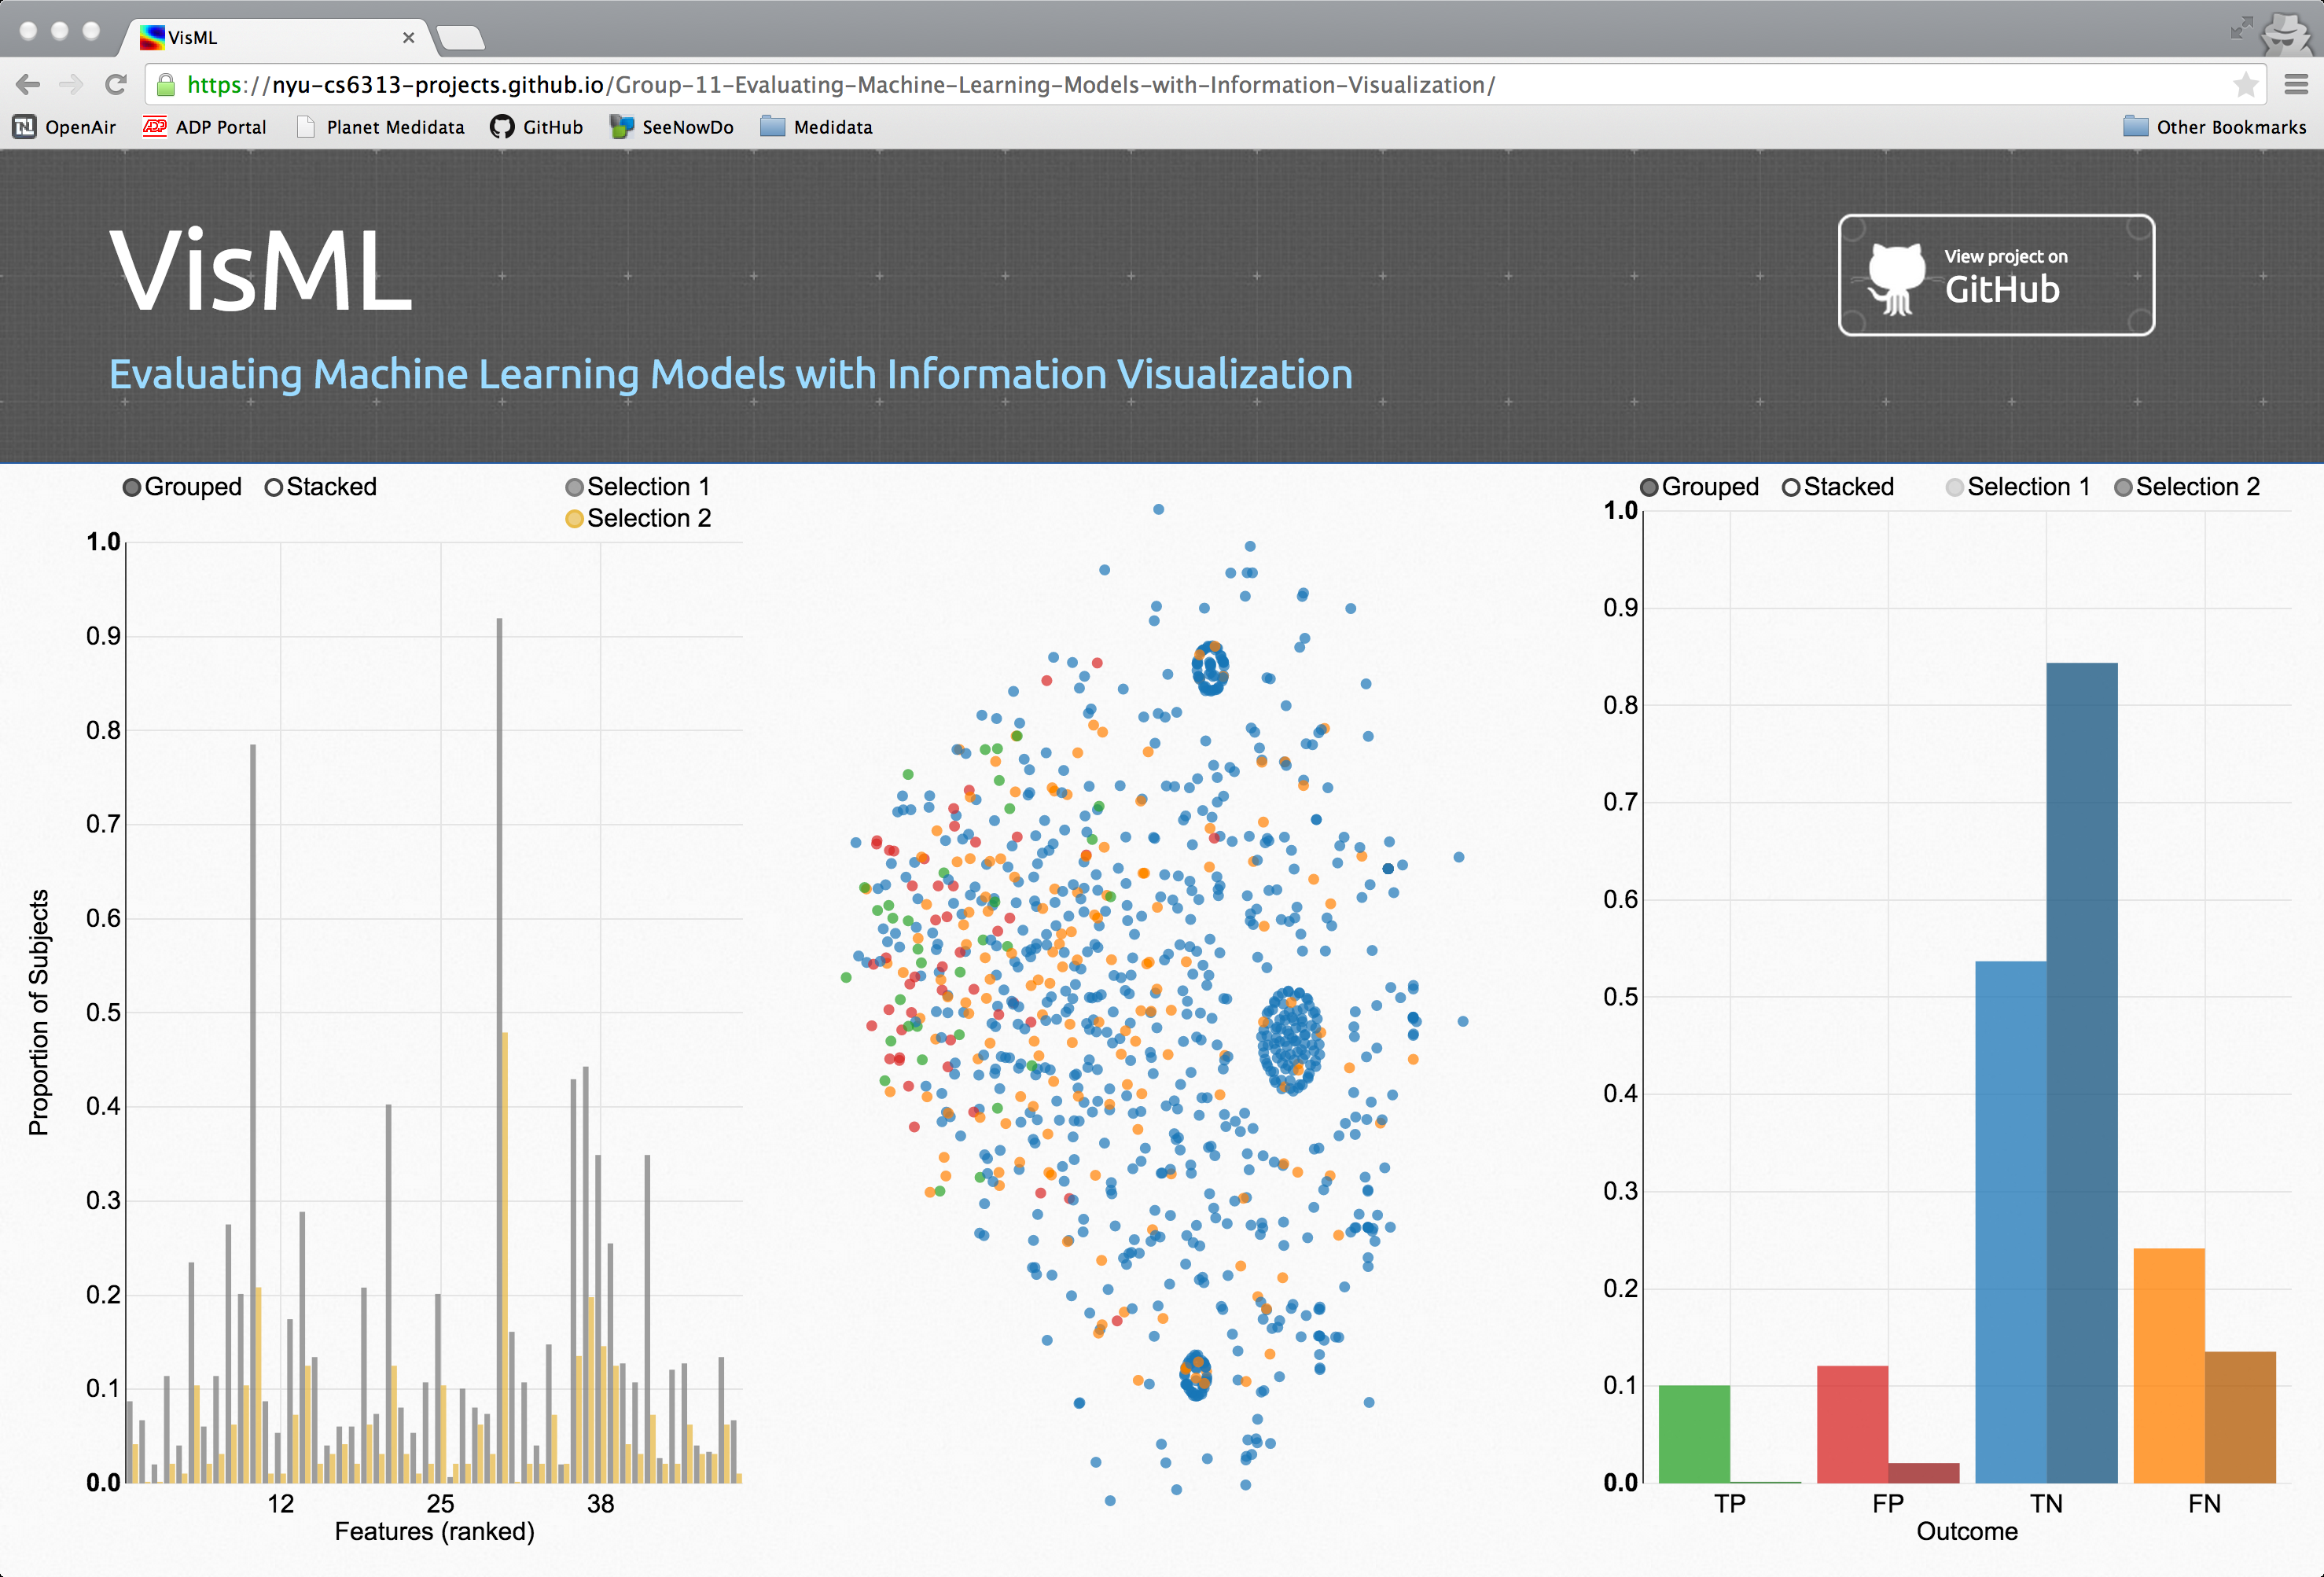 VisML
https://nyu-cs6313-projects.github.io/Group-11-Evaluating-Machine-Learning-Models-with-Information-Visualization/
OpenAir ADP Portal Planet Medidata GitHub SeeNowDo Medidata Other Bookmarks
VisML
View project on
GitHub
Evaluating Machine Learning Models with Information Visualization
Grouped Stacked Selection 1
Selection 2
1.0
0.9
0.8
0.7
0.6
0.5
0.4
0.3
0.2
0.1
0.0
Proportion of Subjects
12 25 38
Features (ranked)
Grouped Stacked Selection 1 Selection 2
1.0
0.9
0.8
0.7
0.6
0.5
0.4
0.3
0.2
0.1
0.0
TP FP TN FN
Outcome